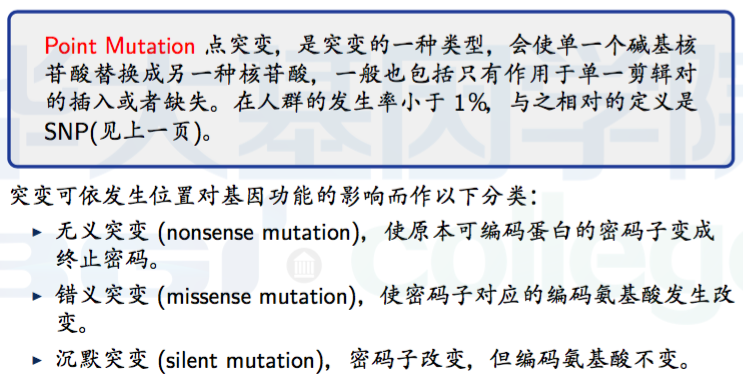 Point Mutation 点突变，是突变的一种类型，会使单一个碱基核
苷酸替换成另一种核苷酸，一般也包括只有作用于单一剪辑对
的插入或者缺失。在人群的发生率小于 1%，与之相对的定义是
SNP(见上一页)。
突变可依发生位置对基因功能的影响而作以下分类：
▸ 无义突变 (nonsense mutation)，使原本可编码蛋白的密码子变成
终止密码。
▸ 错义突变 (missense mutation)，使密码子对应的编码氨基酸发生改
变。
▸ 沉默突变 (silent mutation)，密码子改变，但编码氨基酸不变。